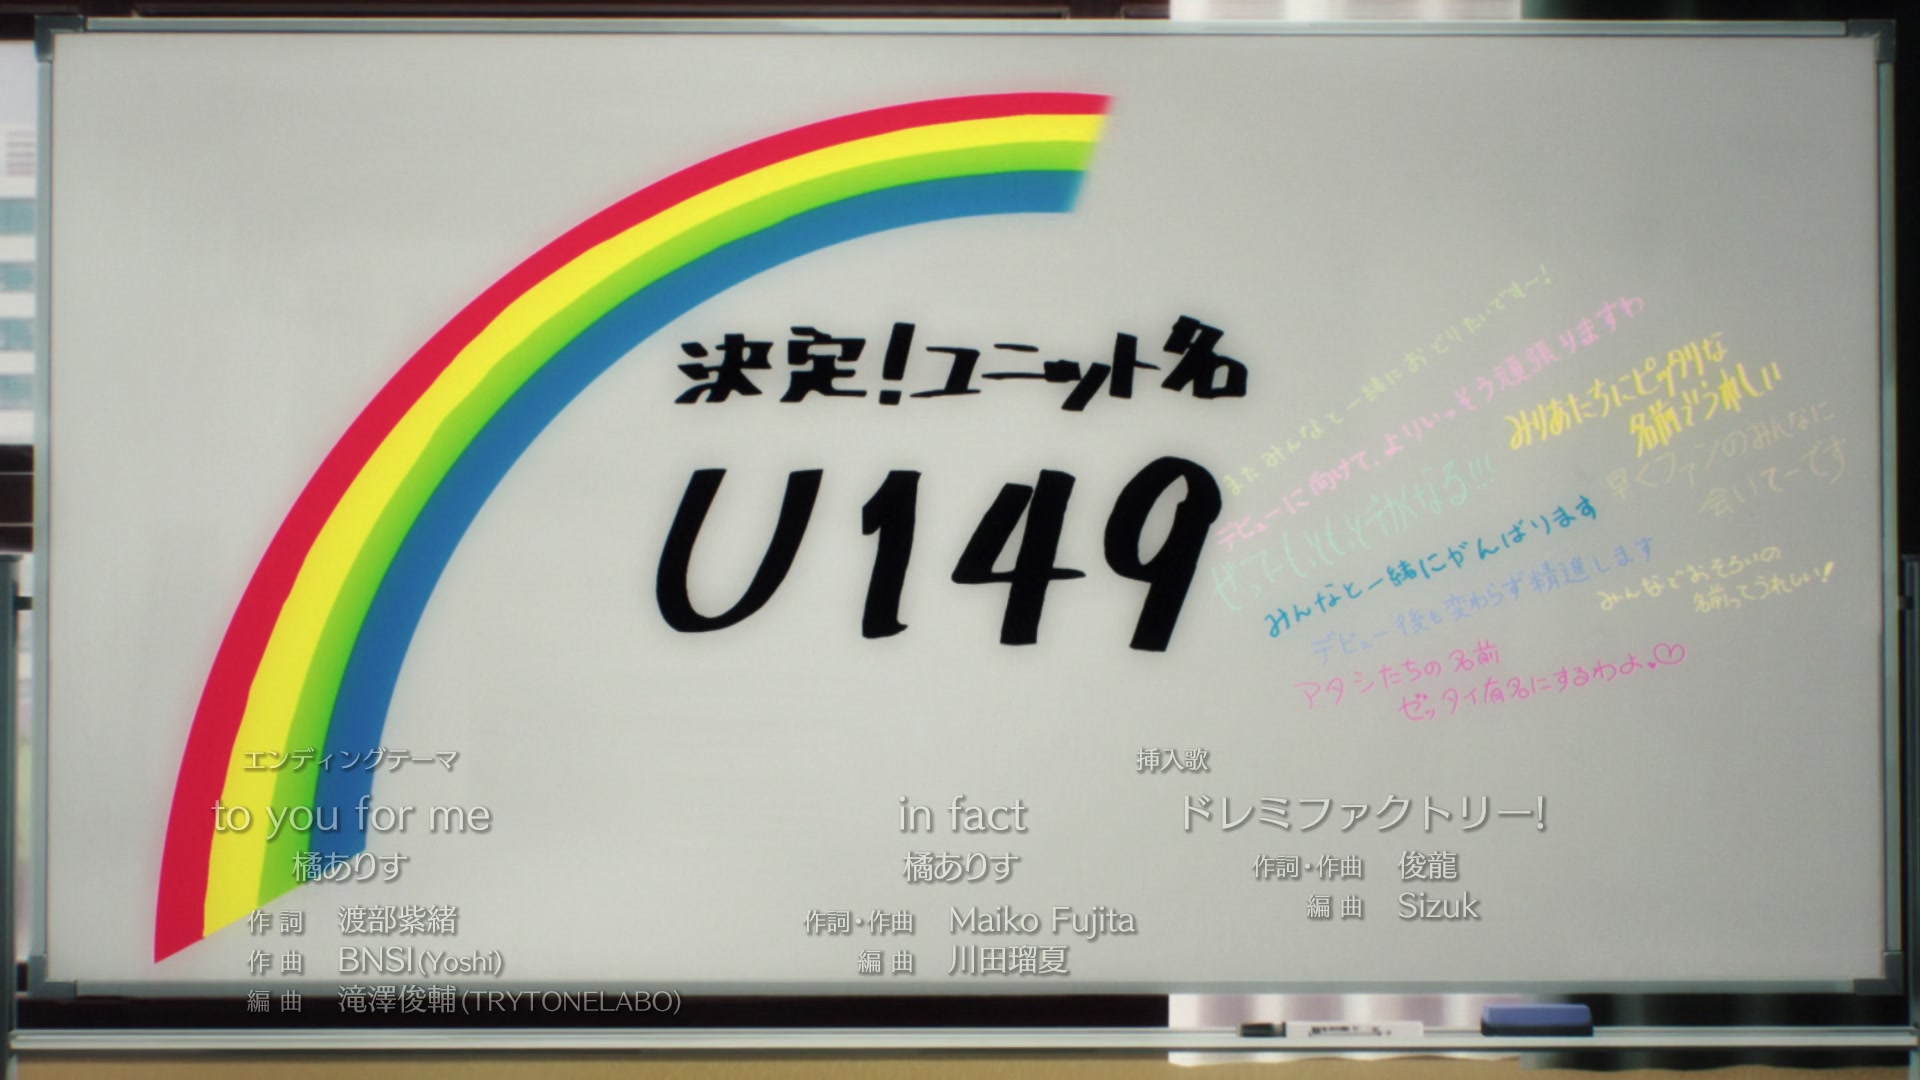 決定！ユニット名
U149
またみんなと一緒におどりたいです〜！
デビューに向けて、よりいっそう頑張りますわ
みりあたちにピッタリな
名前でうれしい
早くファンのみんなに
会いてーです
ぜってーもっともっとデカくなる!!!
みんなと一緒にがんばります
デビュー後も変わらず精進します
みんなでおそろいの
名前ってうれしい！
アタシたちの名前
ゼッタイ有名にするわよ♡
エンディングテーマ
to you for me
橘ありす
作詞 渡部紫緒
作曲 BNSI(Yoshi)
編曲 滝澤俊輔(TRYTONELABO)
挿入歌
in fact
橘ありす
作詞・作曲 Maiko Fujita
編曲 川田瑠夏
ドレミファクトリー!
作詞・作曲 俊龍
編曲 Sizuk